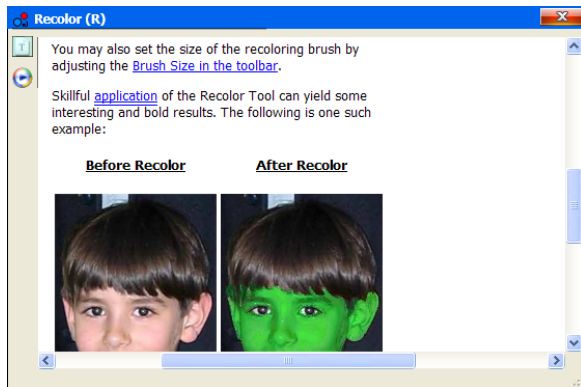 Recolor (R)
You may also set the size of the recoloring brush by
adjusting the Brush Size in the toolbar.
Skillful application of the Recolor Tool can yield some
interesting and bold results. The following is one such
example:
Before Recolor After Recolor
T